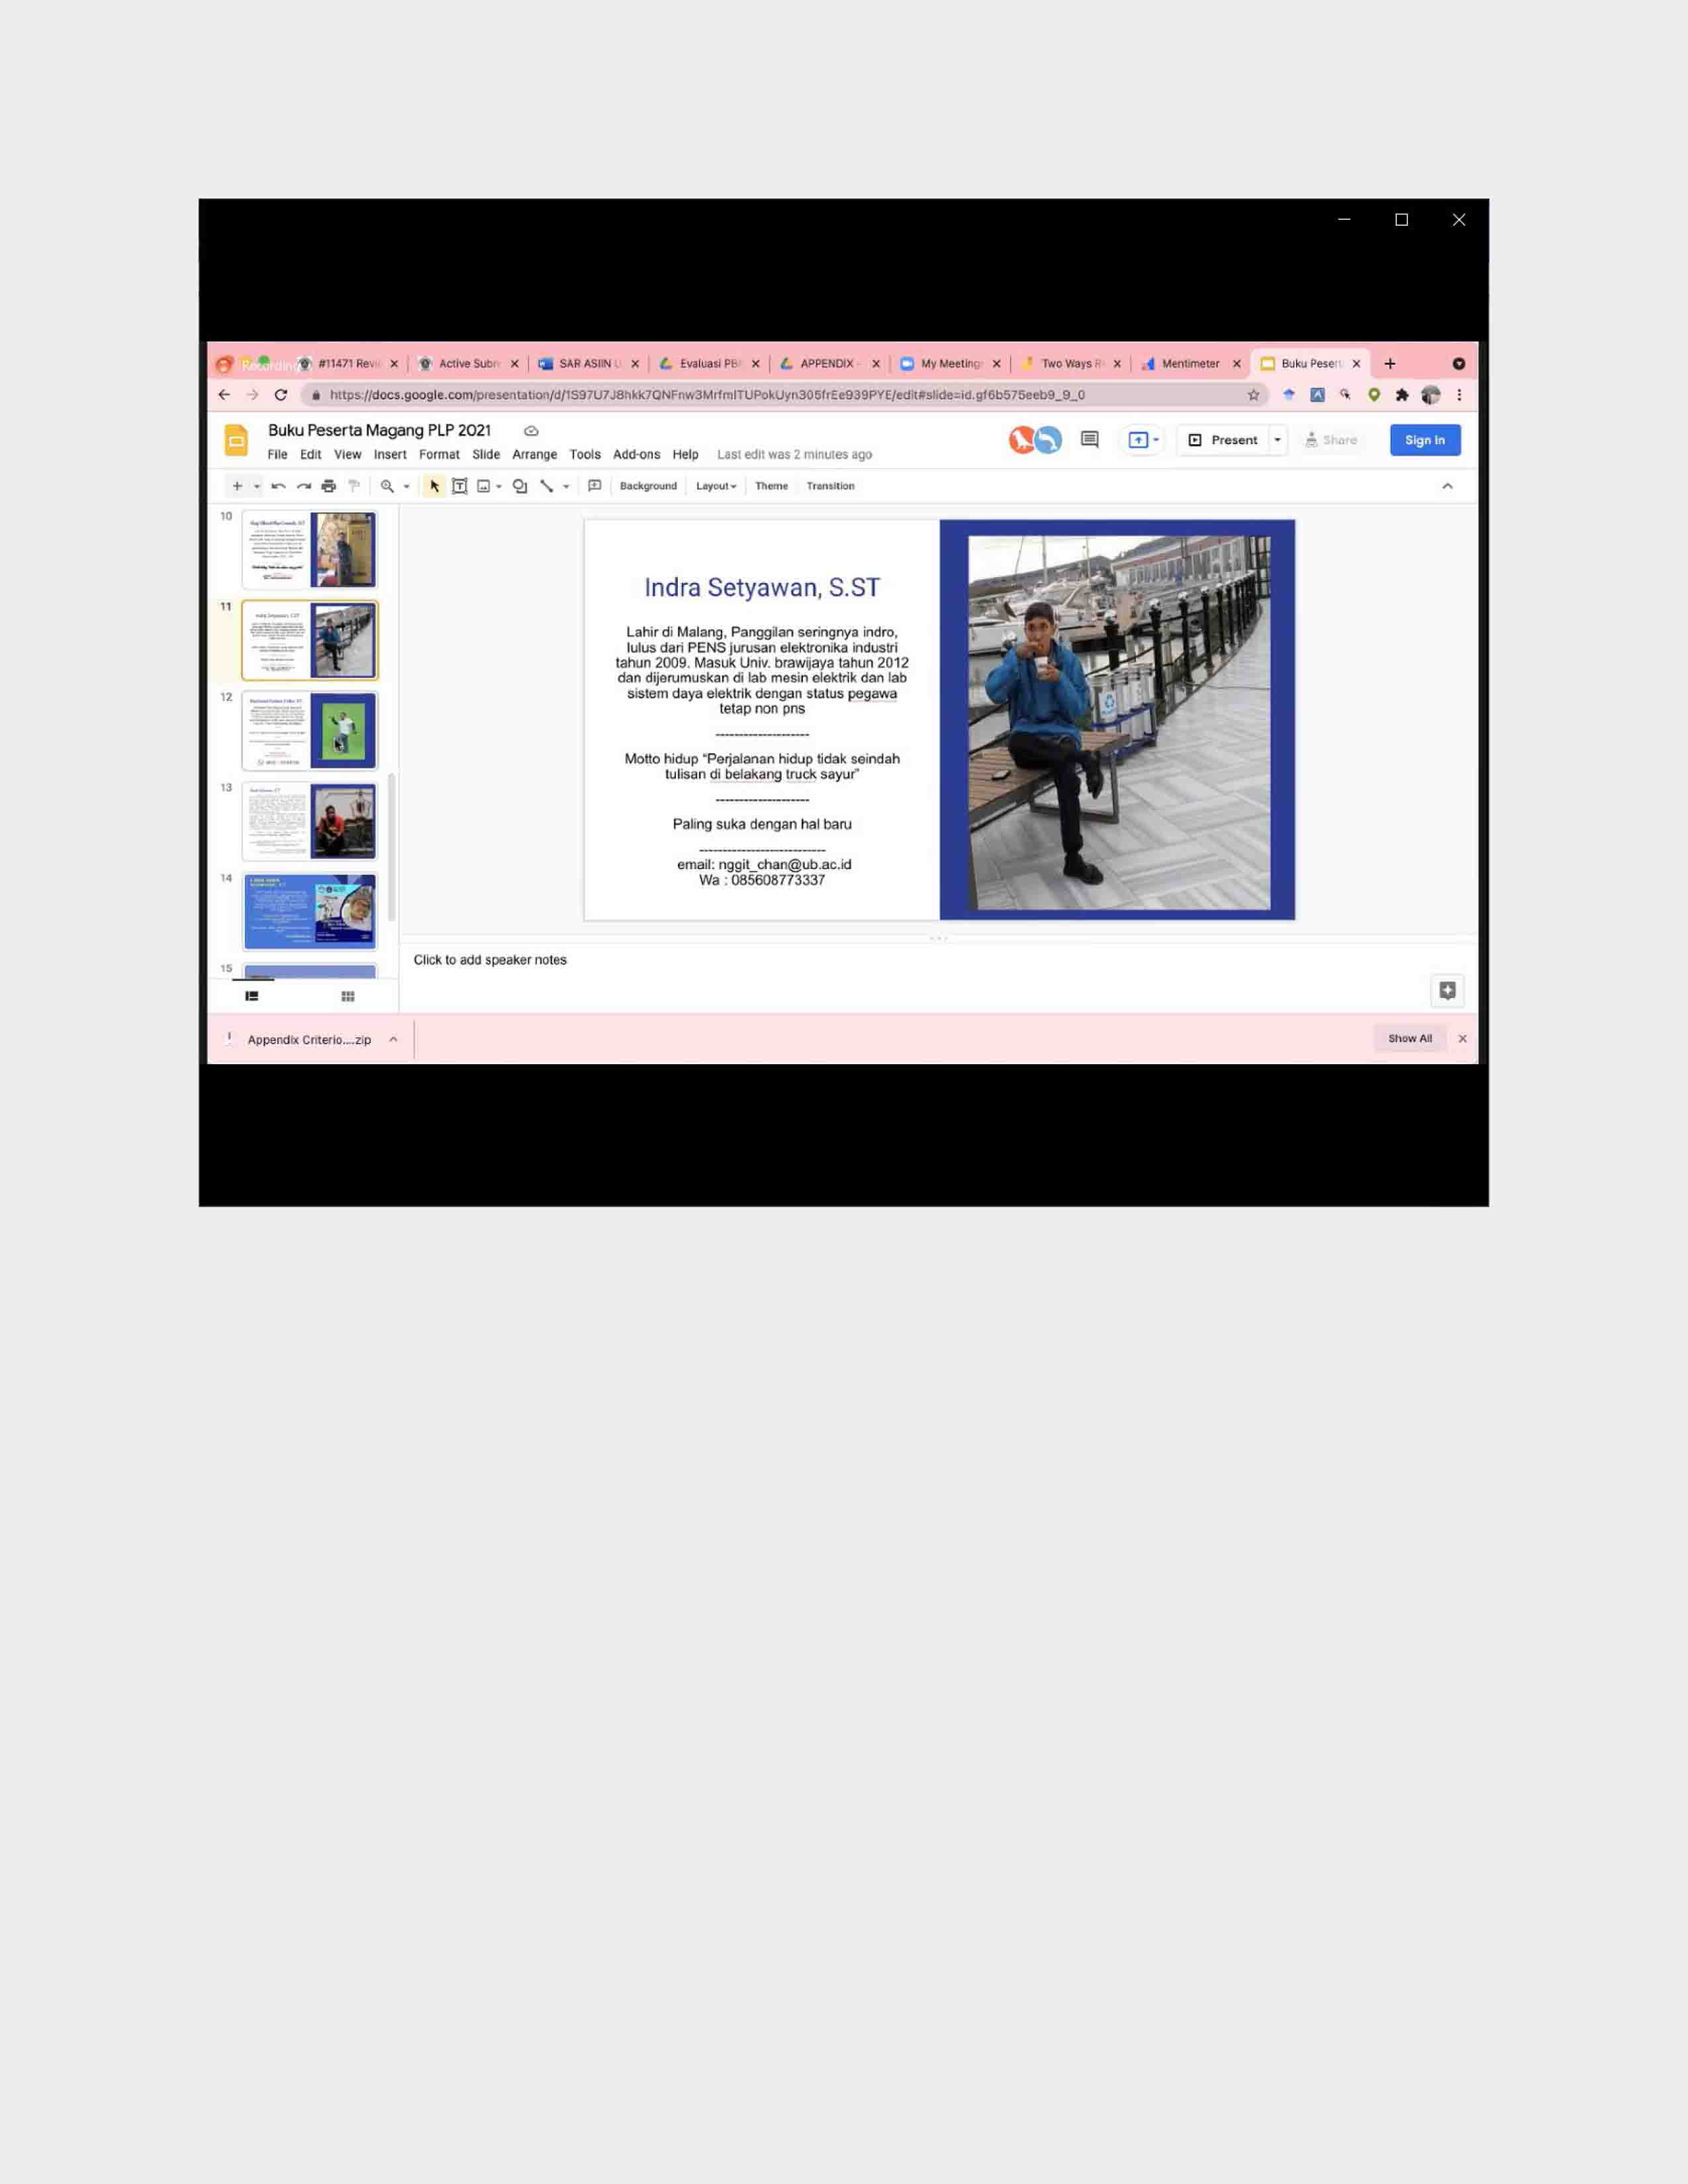 Recording
#11471 Revi
Active Subm
SAR ASIIN U
Evaluasi PB
APPENDIX -
My Meeting
Two Ways R
Mentimeter
Buku Pesert
https://docs.google.com/presentation/d/1S97U7J8hkk7QNFnw3MrfmITUPokUyn305frEe939PYE/edit#slide=id.gf6b575eeb9_9_0
Buku Peserta Magang PLP 2021
Present
Share
Sign in
File Edit View Insert Format Slide Arrange Tools Add-ons Help Last edit was 2 minutes ago
Background Layout Theme Transition
10
11
12
13
14
15
Indra Setyawan, S.ST
Lahir di Malang, Panggilan seringnya indro,
lulus dari PENS jurusan elektronika industri
tahun 2009. Masuk Univ. brawijaya tahun 2012
dan dijerumuskan di lab mesin elektrik dan lab
sistem daya elektrik dengan status pegawa
tetap non pns
--------------------
Motto hidup “Perjalanan hidup tidak seindah
tulisan di belakang truck sayur”
--------------------
Paling suka dengan hal baru
---------------------------
email: nggit_chan@ub.ac.id
Wa : 085608773337
Click to add speaker notes
Appendix Criterio....zip
Show All